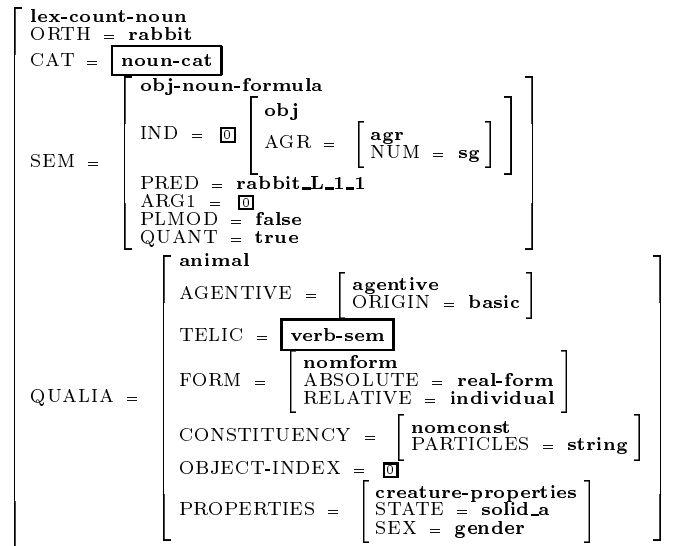 lex-count-noun
ORTH = rabbit
CAT = noun-cat
obj-noun-formula
obj
IND = 0
agr
AGR =
NUM = sg
SEM =
PRED = rabbit_L_1_1
ARG1 = 0
PLMOD = false
QUANT = true
animal
agentive
AGENTIVE =
ORIGIN = basic
TELIC = verb-sem
nomform
FORM =
ABSOLUTE = real-form
RELATIVE = individual
QUALIA =
nomconst
CONSTITUENCY =
PARTICLES = string
OBJECT-INDEX = 0
creature-properties
PROPERTIES =
STATE = solid_a
SEX = gender